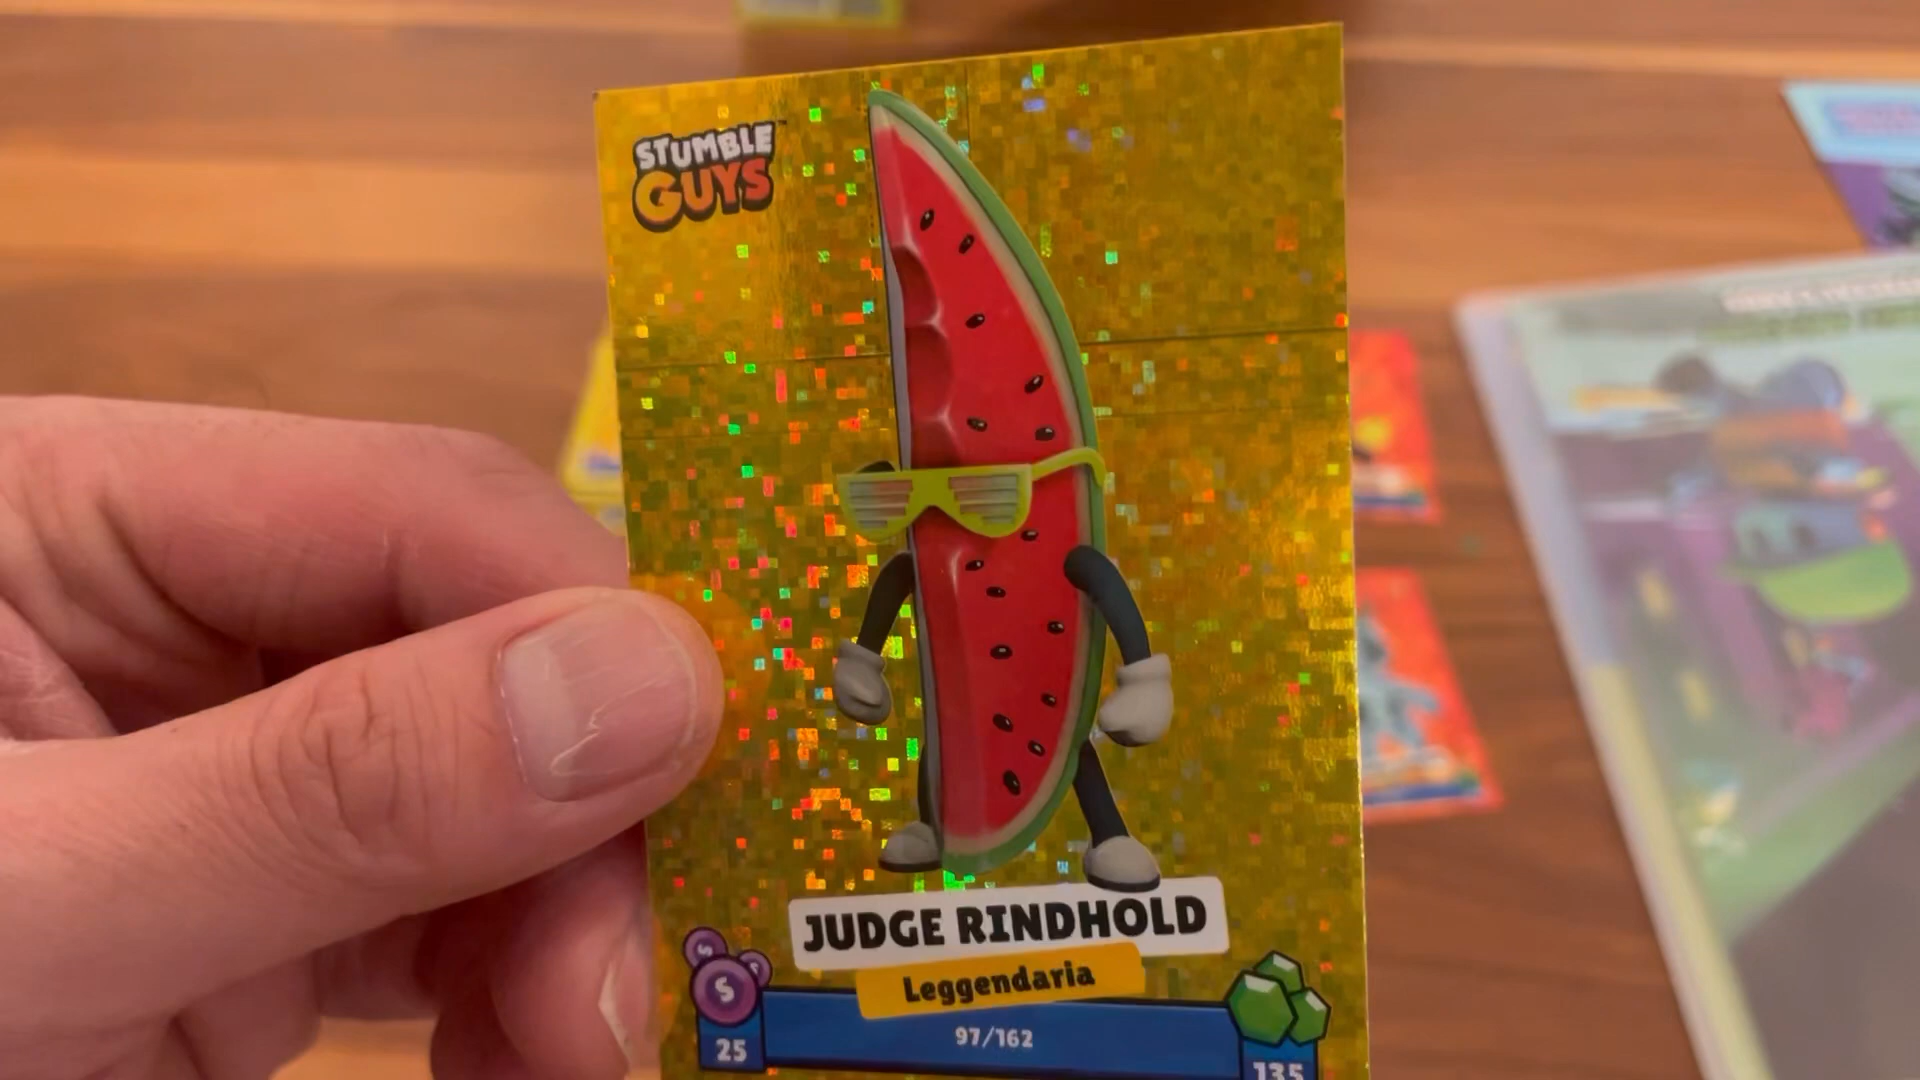 STUMBLE
GUYS
JUDGE RINDHOLD
Leggendaria
S
97/162
25
135